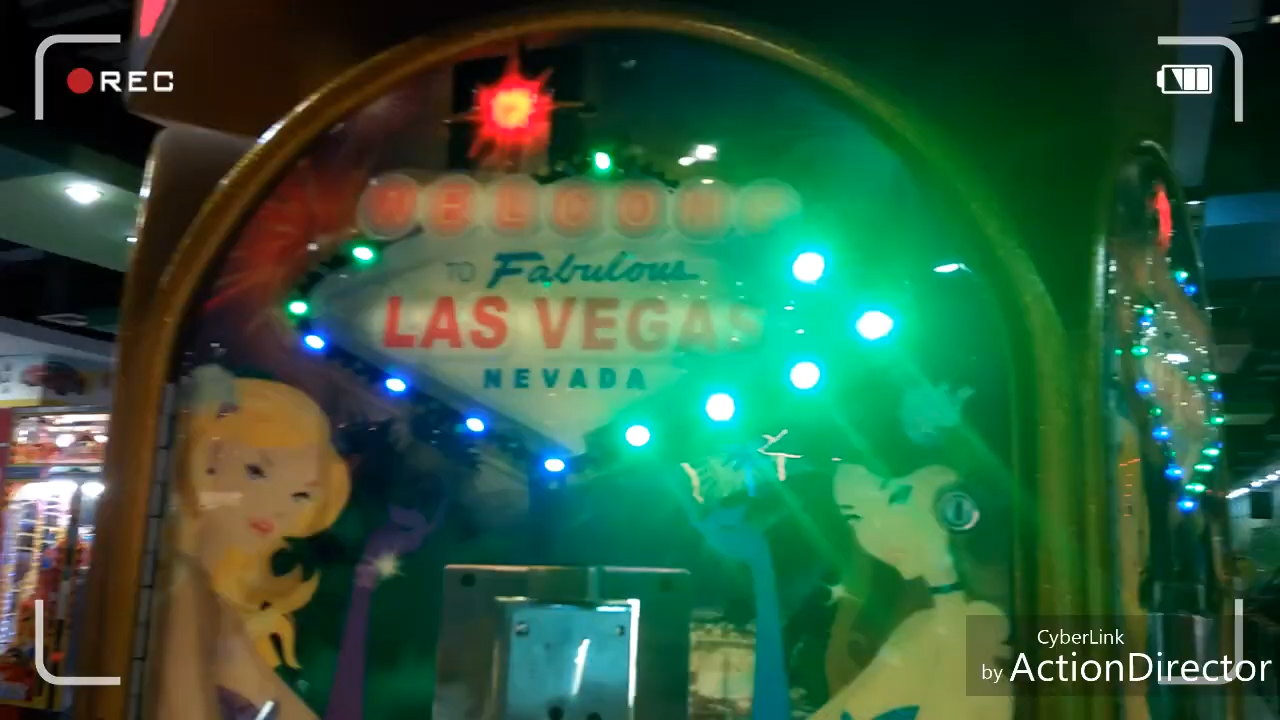 REC
WELCOME
TO Fabulous
LAS VEGAS
NEVADA
CyberLink
by ActionDirector